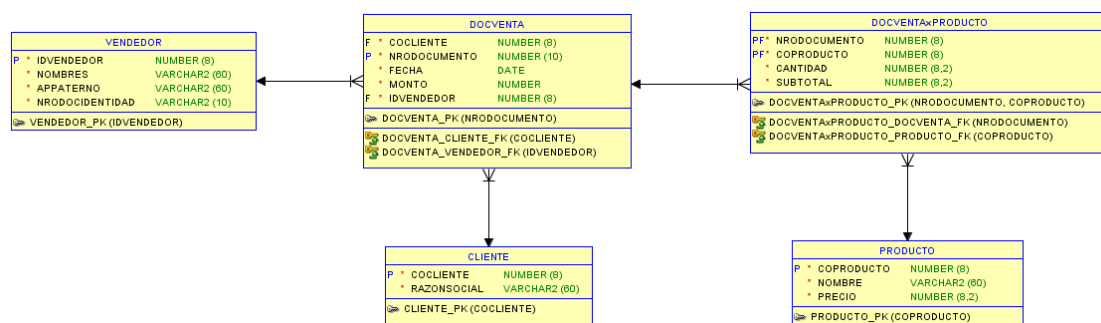 VENDEDOR
P * IDVENDEDOR NUMBER (8)
* NOMBRES VARCHAR2 (60)
* APPATERNO VARCHAR2 (60)
* NRODOCIDENTIDAD VARCHAR2 (10)
VENDEDOR_PK (IDVENDEDOR)
DOCVENTA
F * COCLIENTE NUMBER (8)
P * NRODOCUMENTO NUMBER (10)
* FECHA DATE
* MONTO NUMBER
F * IDVENDEDOR NUMBER (8)
DOCVENTA_PK (NRODOCUMENTO)
DOCVENTA_CLIENTE_FK (COCLIENTE)
DOCVENTA_VENDEDOR_FK (IDVENDEDOR)
DOCVENTAxPRODUCTO
PF* NRODOCUMENTO NUMBER (8)
PF* COPRODUCTO NUMBER (8)
* CANTIDAD NUMBER (8,2)
* SUBTOTAL NUMBER (8,2)
DOCVENTAxPRODUCTO_PK (NRODOCUMENTO, COPRODUCTO)
DOCVENTAxPRODUCTO_DOCVENTA_FK (NRODOCUMENTO)
DOCVENTAxPRODUCTO_PRODUCTO_FK (COPRODUCTO)
CLIENTE
P * COCLIENTE NUMBER (8)
* RAZONSOCIAL VARCHAR2 (60)
CLIENTE_PK (COCLIENTE)
PRODUCTO
P * COPRODUCTO NUMBER (8)
* NOMBRE VARCHAR2 (60)
* PRECIO NUMBER (8,2)
PRODUCTO_PK (COPRODUCTO)